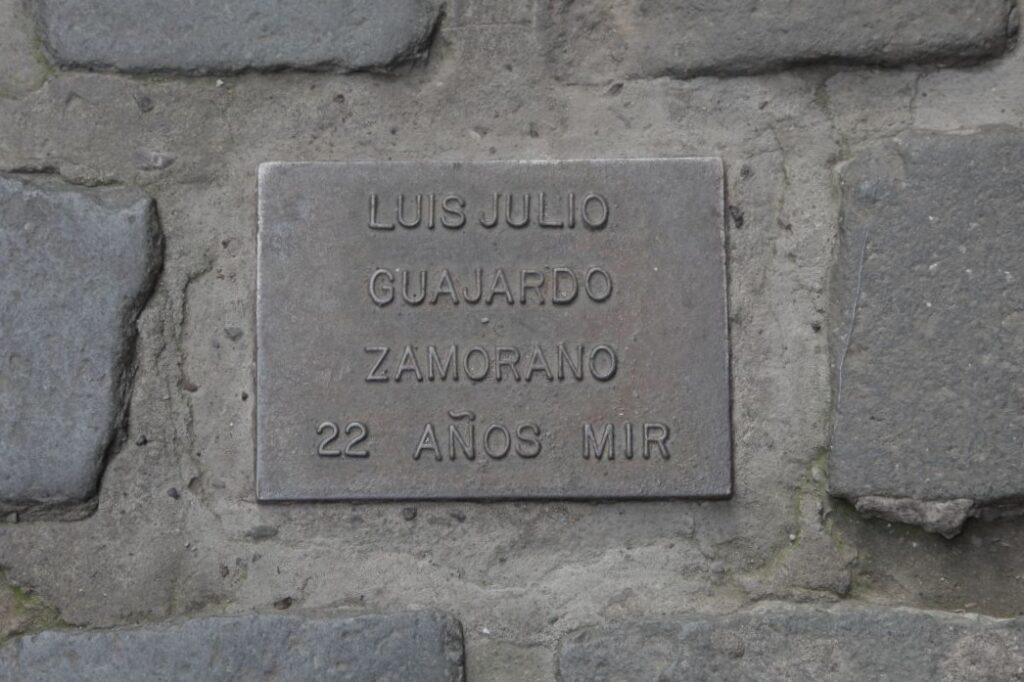 LUIS JULIO
GUAJARDO
ZAMORANO
22 AÑOS MIR